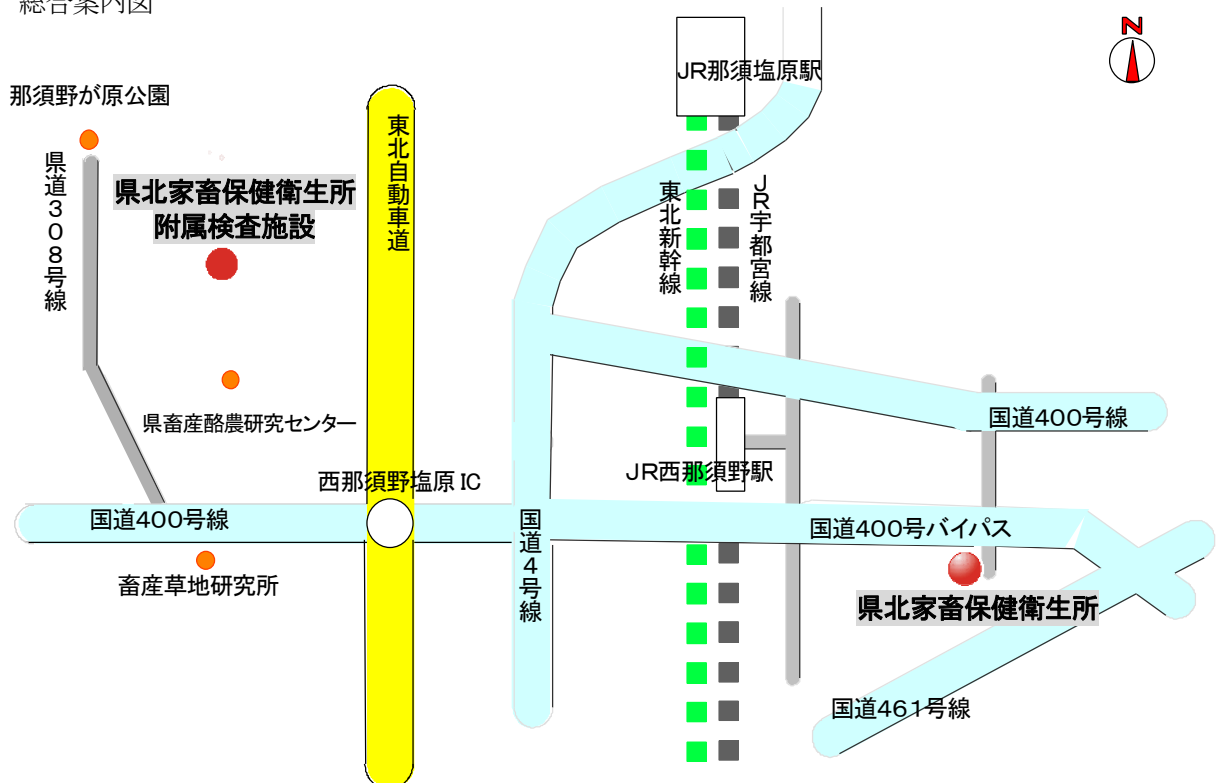 総合案内図
N
JR那須塩原駅
那須野が原公園
東北自動車道
県道308号線
県北家畜保健衛生所
附属検査施設
東北新幹線
JR宇都宮線
国道400号線
県畜産酪農研究センター
西那須野塩原IC
JR西那須野駅
国道400号線
国道4号線
国道400号バイパス
畜産草地研究所
県北家畜保健衛生所
国道461号線